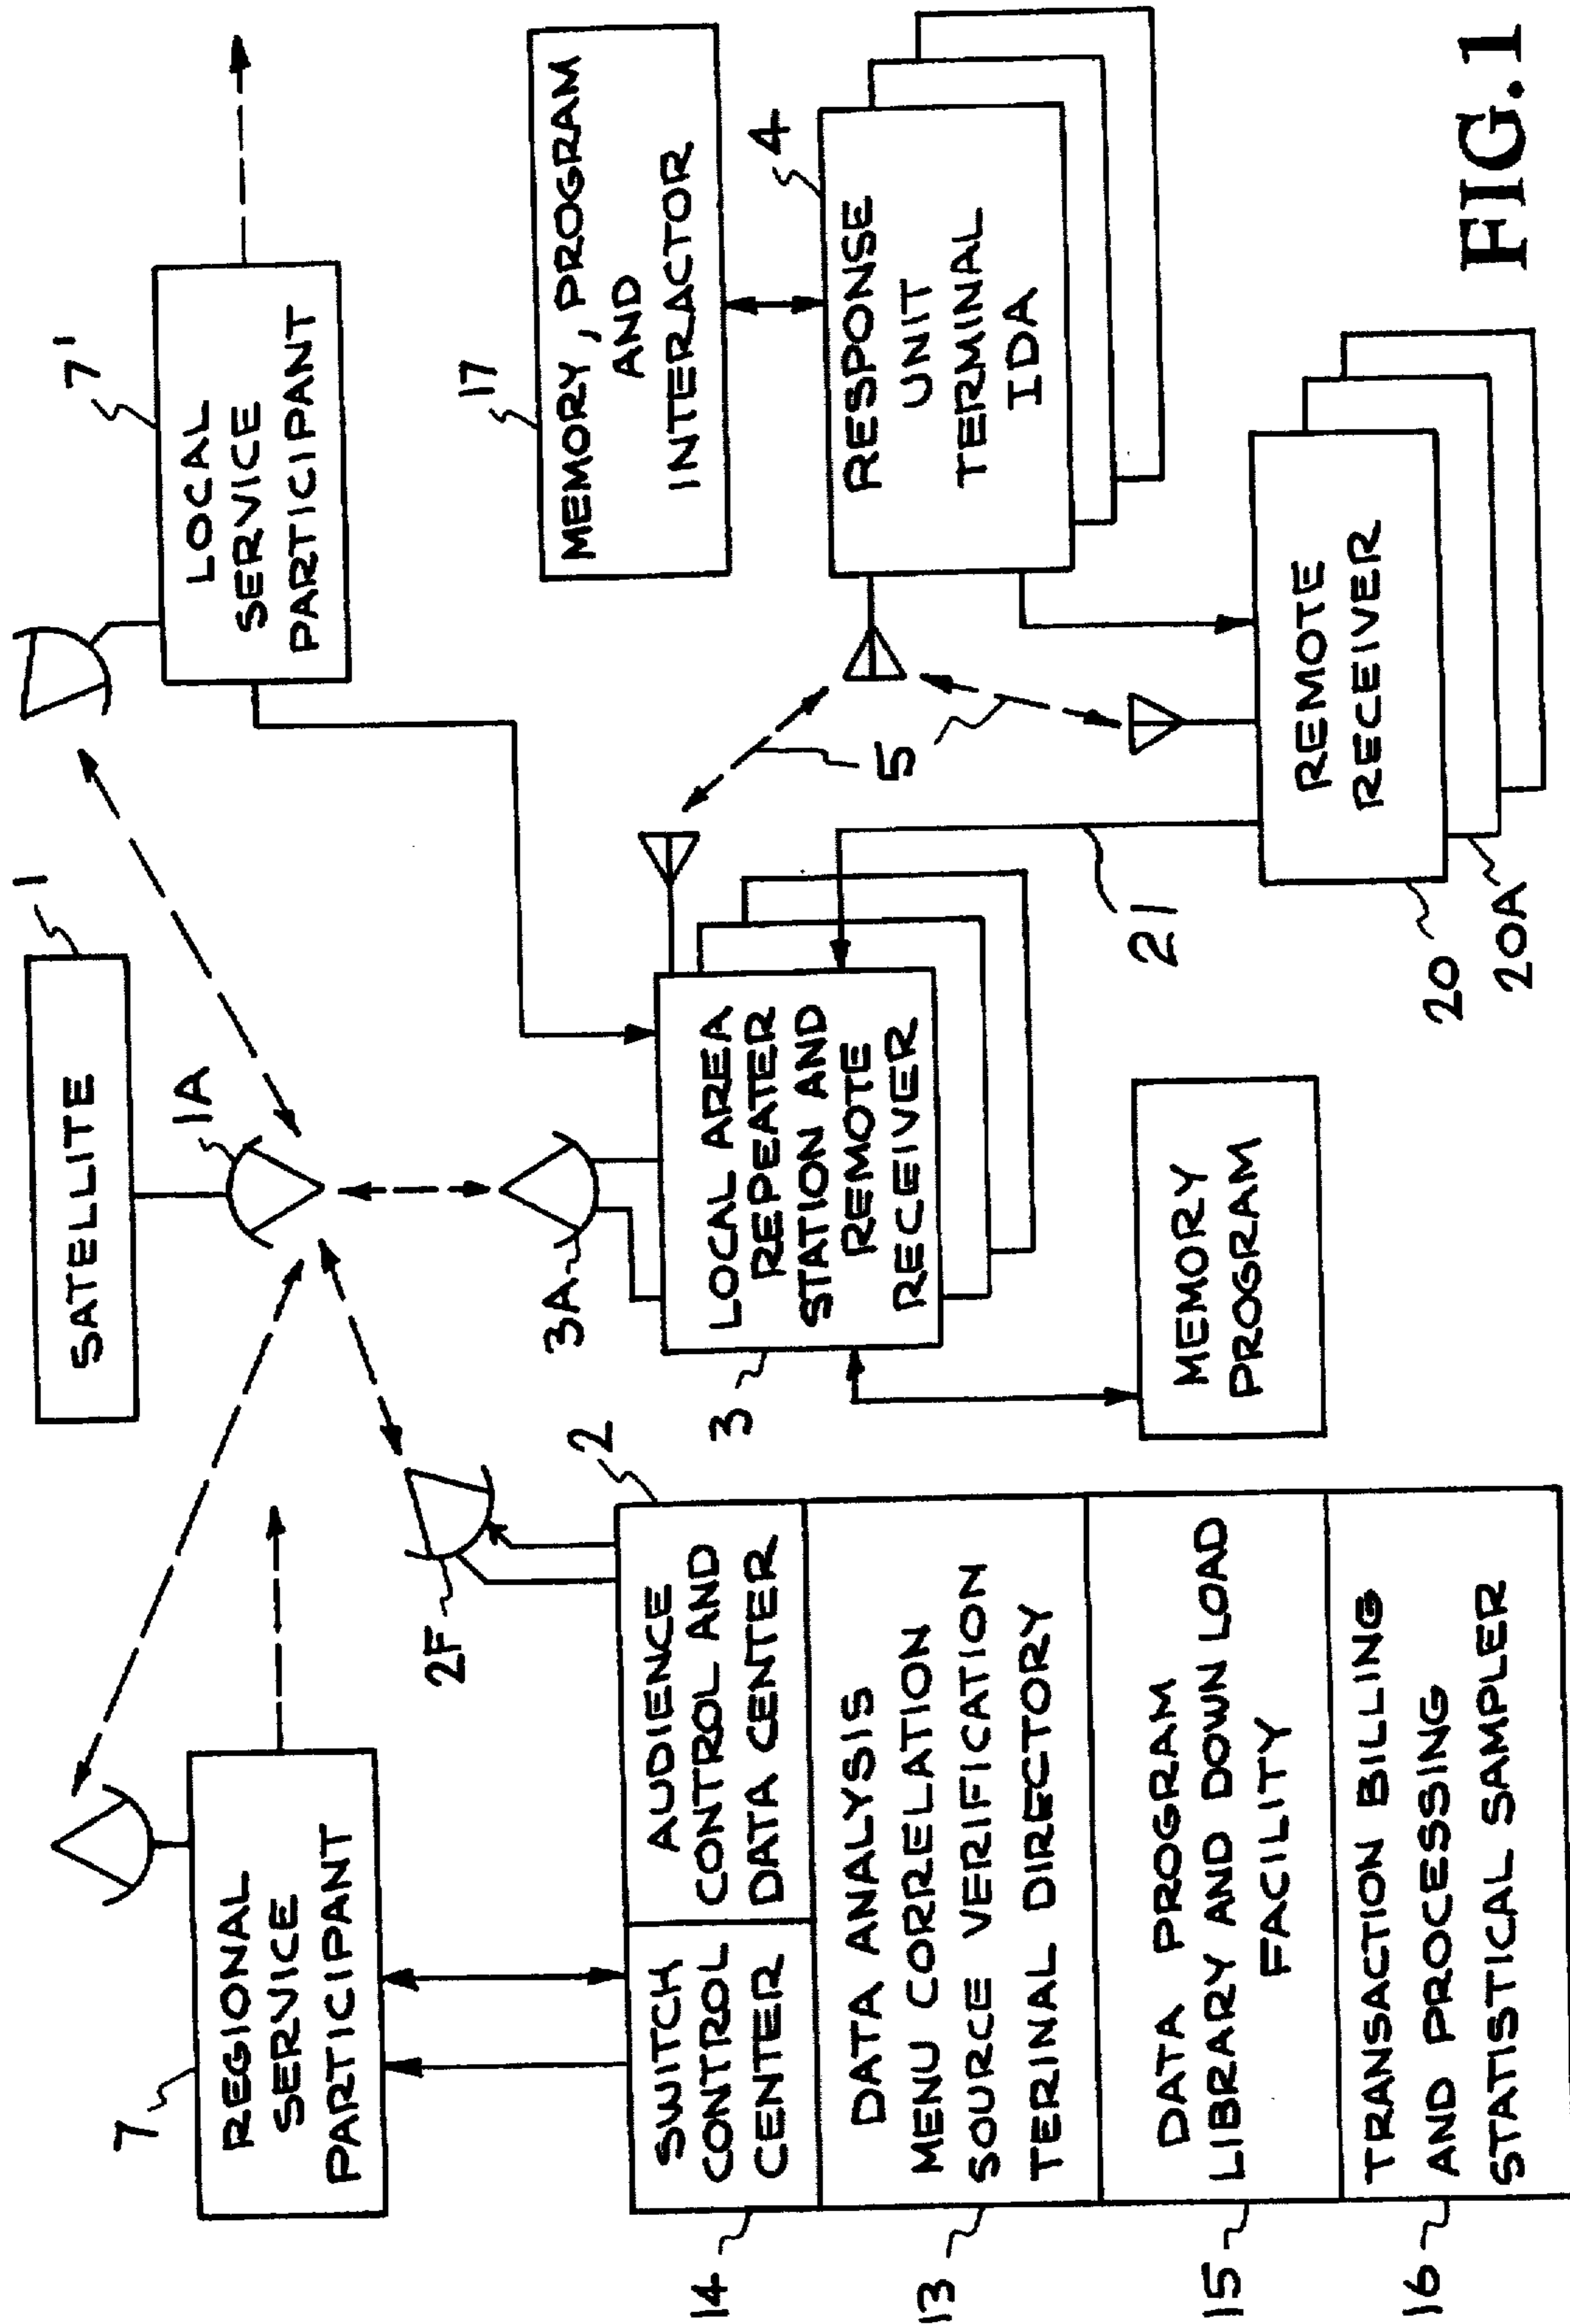 SATELLITE
1
1A
7
REGIONAL
SERVICE
PARTICIPANT
7'
LOCAL
SERVICE
PARTICIPANT
2F
2
3A
3
LOCAL AREA
REPEATER
STATION AND
REMOTE
RECEIVER
17
MEMORY, PROGRAM
AND
INTERACTOR
4
RESPONSE
UNIT
TERMINAL
IDA
5
14
SWITCH
CONTROL
CENTER
AUDIENCE
CONTROL AND
DATA CENTER
13
DATA ANALYSIS
MENU CORRELATION
SOURCE VERIFICATION
TERMINAL DIRECTORY
15
DATA PROGRAM
LIBRARY AND DOWN LOAD
FACILITY
16
TRANSACTION BILLING
AND PROCESSING
STATISTICAL SAMPLER
MEMORY
PROGRAM
21
REMOTE
RECEIVER
20
20A
FIG.1